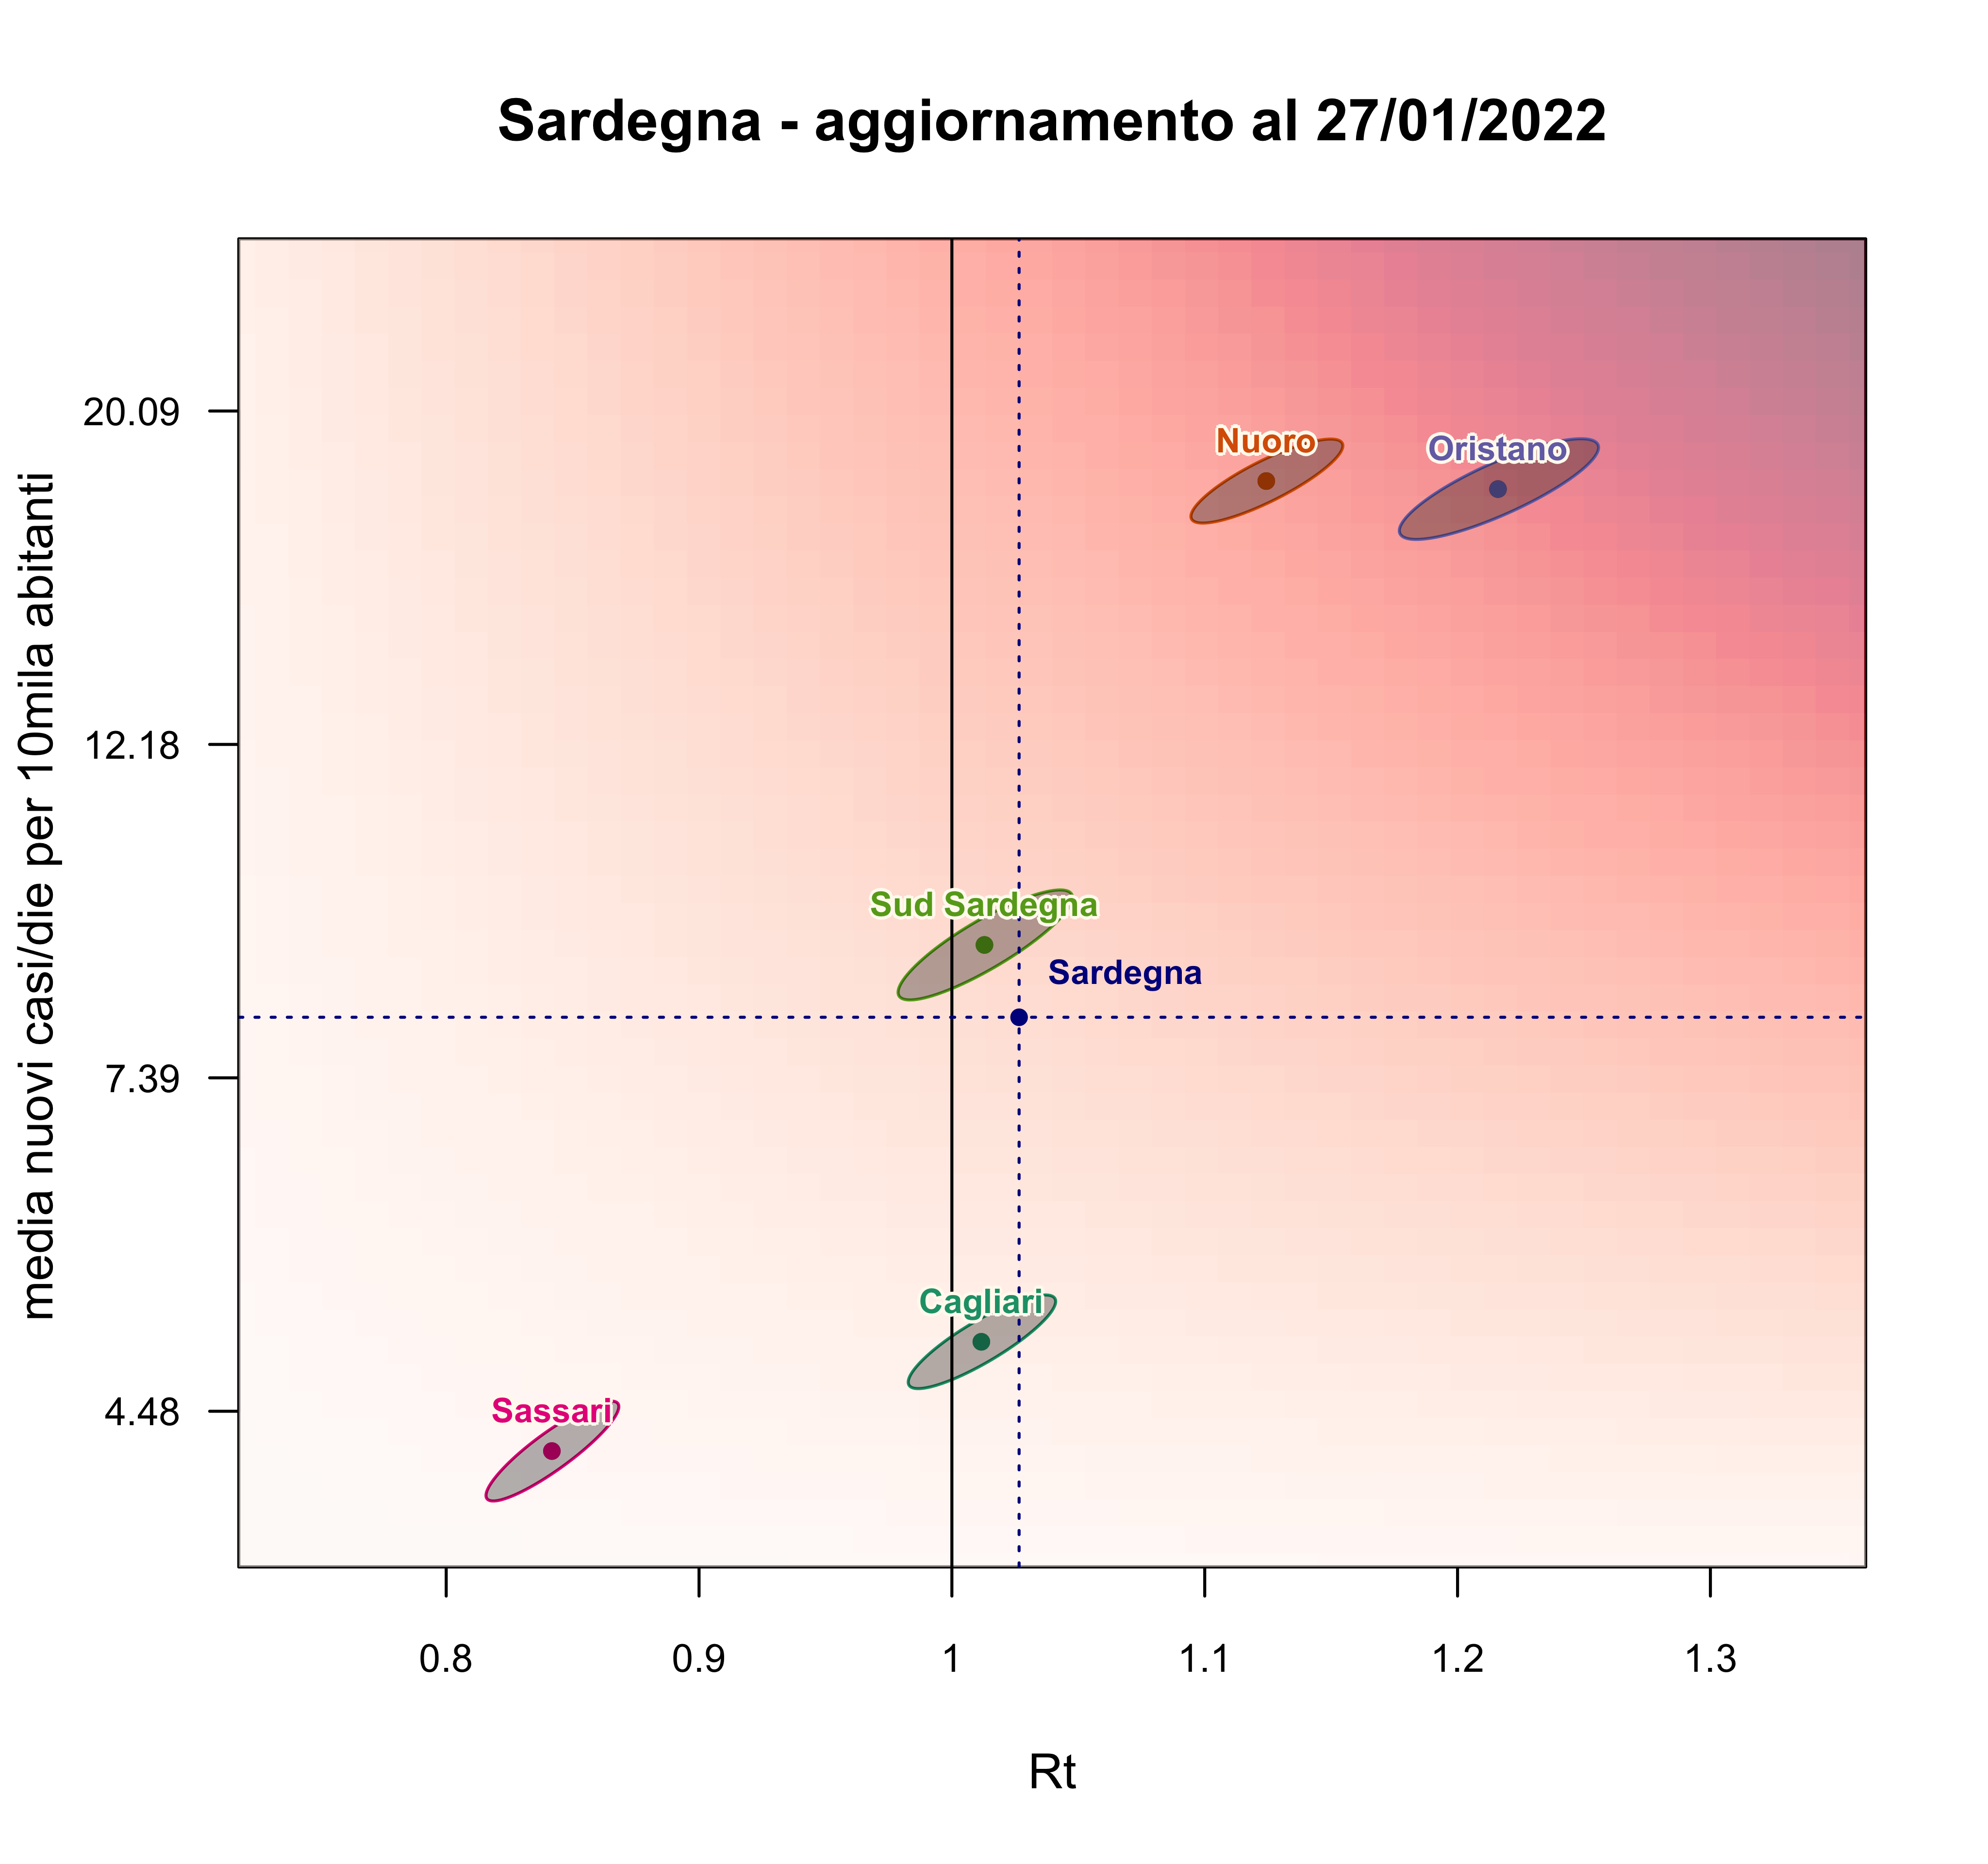 Sardegna - aggiornamento al 27/01/2022
media nuovi casi/die per 10mila abitanti
20.09
12.18
7.39
4.48
Nuoro
Oristano
Sud Sardegna
Sardegna
Cagliari
Sassari
0.8
0.9
1
1.1
1.2
1.3
Rt